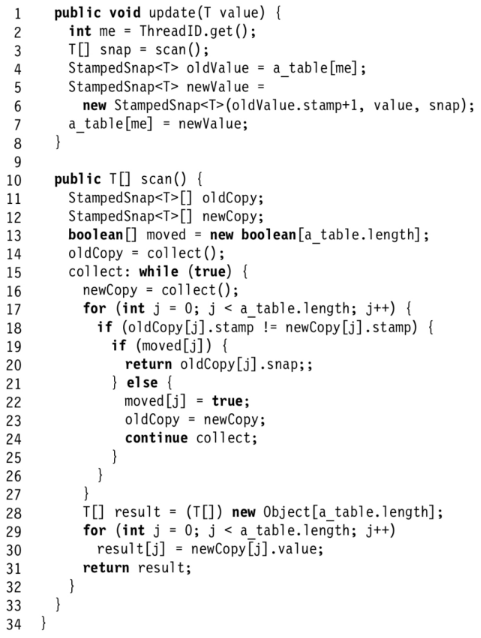 1 public void update(T value) {
2 int me = ThreadID.get();
3 T[] snap = scan();
4 StampedSnap<T> oldValue = a_table[me];
5 StampedSnap<T> newValue =
6 new StampedSnap<T>(oldValue.stamp+1, value, snap);
7 a_table[me] = newValue;
8 }
9
10 public T[] scan() {
11 StampedSnap<T>[] oldCopy;
12 StampedSnap<T>[] newCopy;
13 boolean[] moved = new boolean[a_table.length];
14 oldCopy = collect();
15 collect: while (true) {
16 newCopy = collect();
17 for (int j = 0; j < a_table.length; j++) {
18 if (oldCopy[j].stamp != newCopy[j].stamp) {
19 if (moved[j]) {
20 return oldCopy[j].snap;;
21 } else {
22 moved[j] = true;
23 oldCopy = newCopy;
24 continue collect;
25 }
26 }
27 }
28 T[] result = (T[]) new Object[a_table.length];
29 for (int j = 0; j < a_table.length; j++)
30 result[j] = newCopy[j].value;
31 return result;
32 }
33 }
34 }